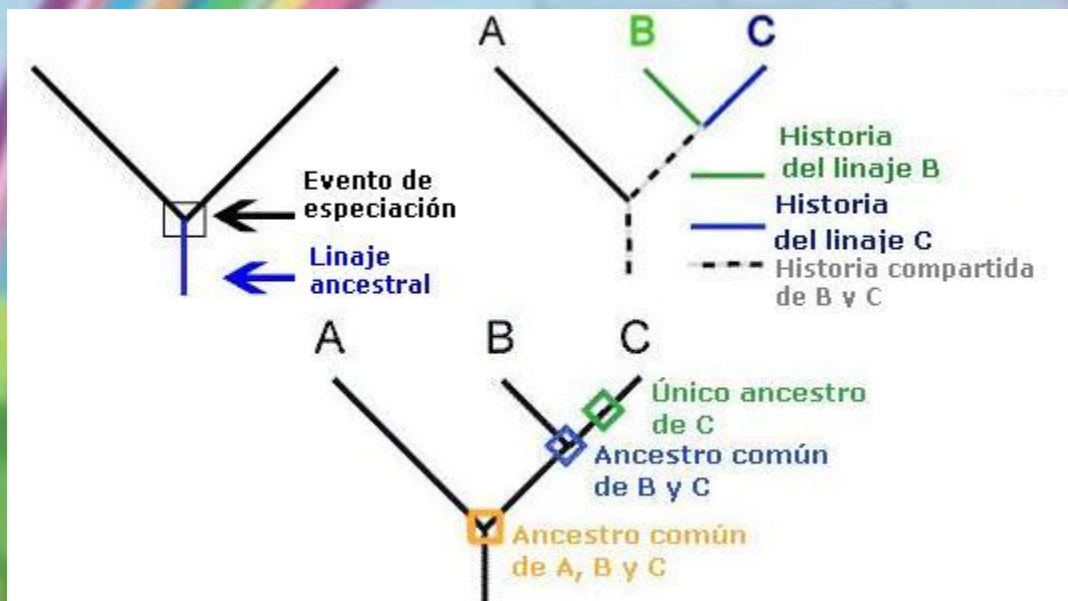 Evento de
especiación
Linaje
ancestral
A
B
C
Historia
del linaje B
Historia
del linaje C
Historia compartida
de B y C
A
B
C
Único ancestro
de C
Ancestro común
de B y C
Ancestro común
de A, B y C